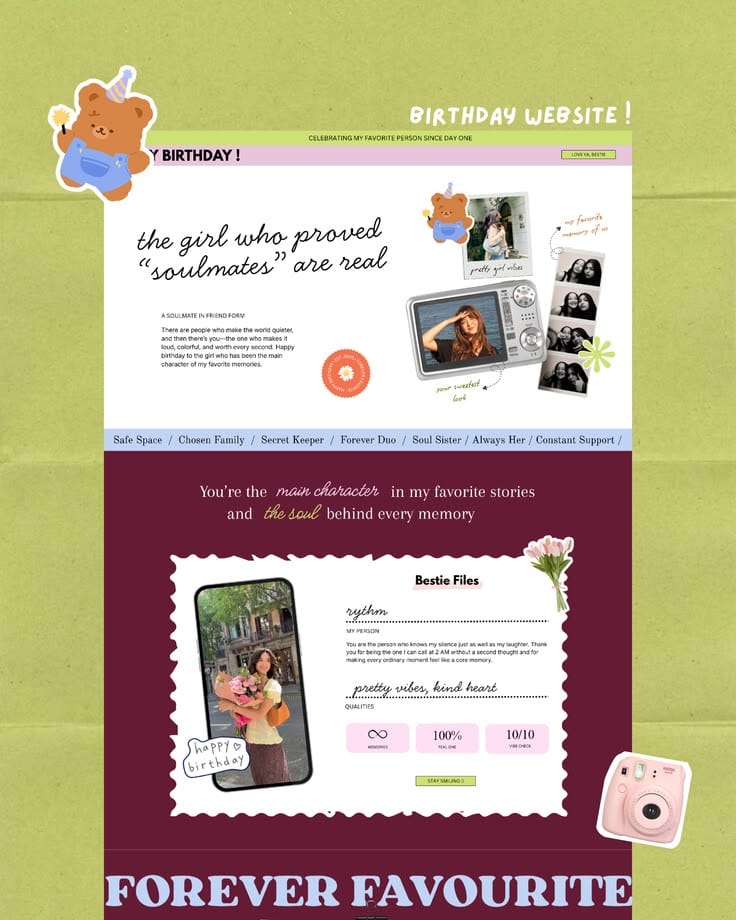 BIRTHDAY WEBSITE!
CELEBRATING MY FAVORITE PERSON SINCE DAY ONE
Y BIRTHDAY !
LOVE YA, BESTIE
the girl who proved
“soulmates” are real
my favorite
memory of us
pretty girl vibes
A SOULMATE IN FRIEND FORM
There are people who make the world quieter,
and then there's you—the one who makes it
loud, colorful, and worth every second. Happy
birthday to the girl who has been the main
character of my favorite memories.
your sweetest
look
Safe Space / Chosen Family / Secret Keeper / Forever Duo / Soul Sister / Always Her / Constant Support /
You're the main character in my favorite stories
and the soul behind every memory
Bestie Files
rythm
MY PERSON
You are the person who knows my silence just as well as my laughter. Thank
you for being the one I can call at 2 AM without a second thought and for
making every ordinary moment feel like a core memory.
pretty vibes, kind heart
QUALITIES
∞
MEMORIES
100%
REAL ONE
10/10
VIBE CHECK
STAY SMILING
happy
birthday
FOREVER FAVOURITE